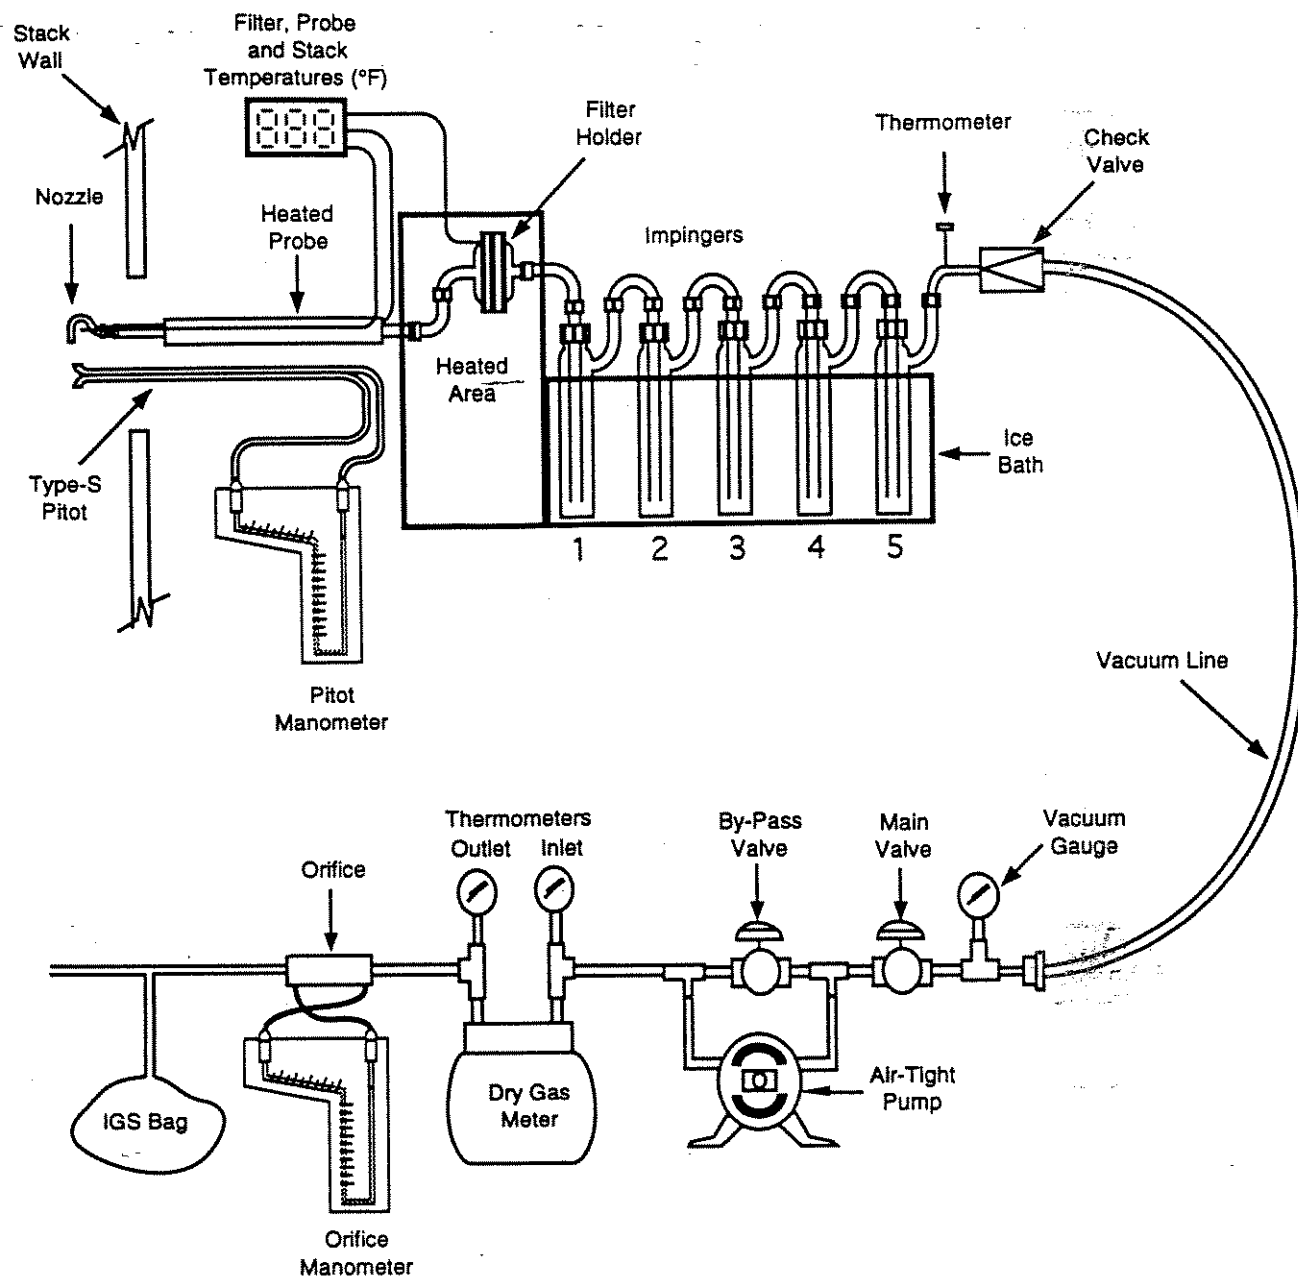 Stack
Wall
Filter, Probe
and Stack
Temperatures (°F)
888
Filter
Holder
Thermometer
Check
Valve
Nozzle
Heated
Probe
Impingers
Heated
Area
Ice
Bath
Type-S
Pitot
1 2 3 4 5
Pitot
Manometer
Vacuum Line
Thermometers
Outlet Inlet
By-Pass
Valve
Main
Valve
Vacuum
Gauge
Orifice
Air-Tight
Pump
Dry Gas
Meter
IGS Bag
Orifice
Manometer